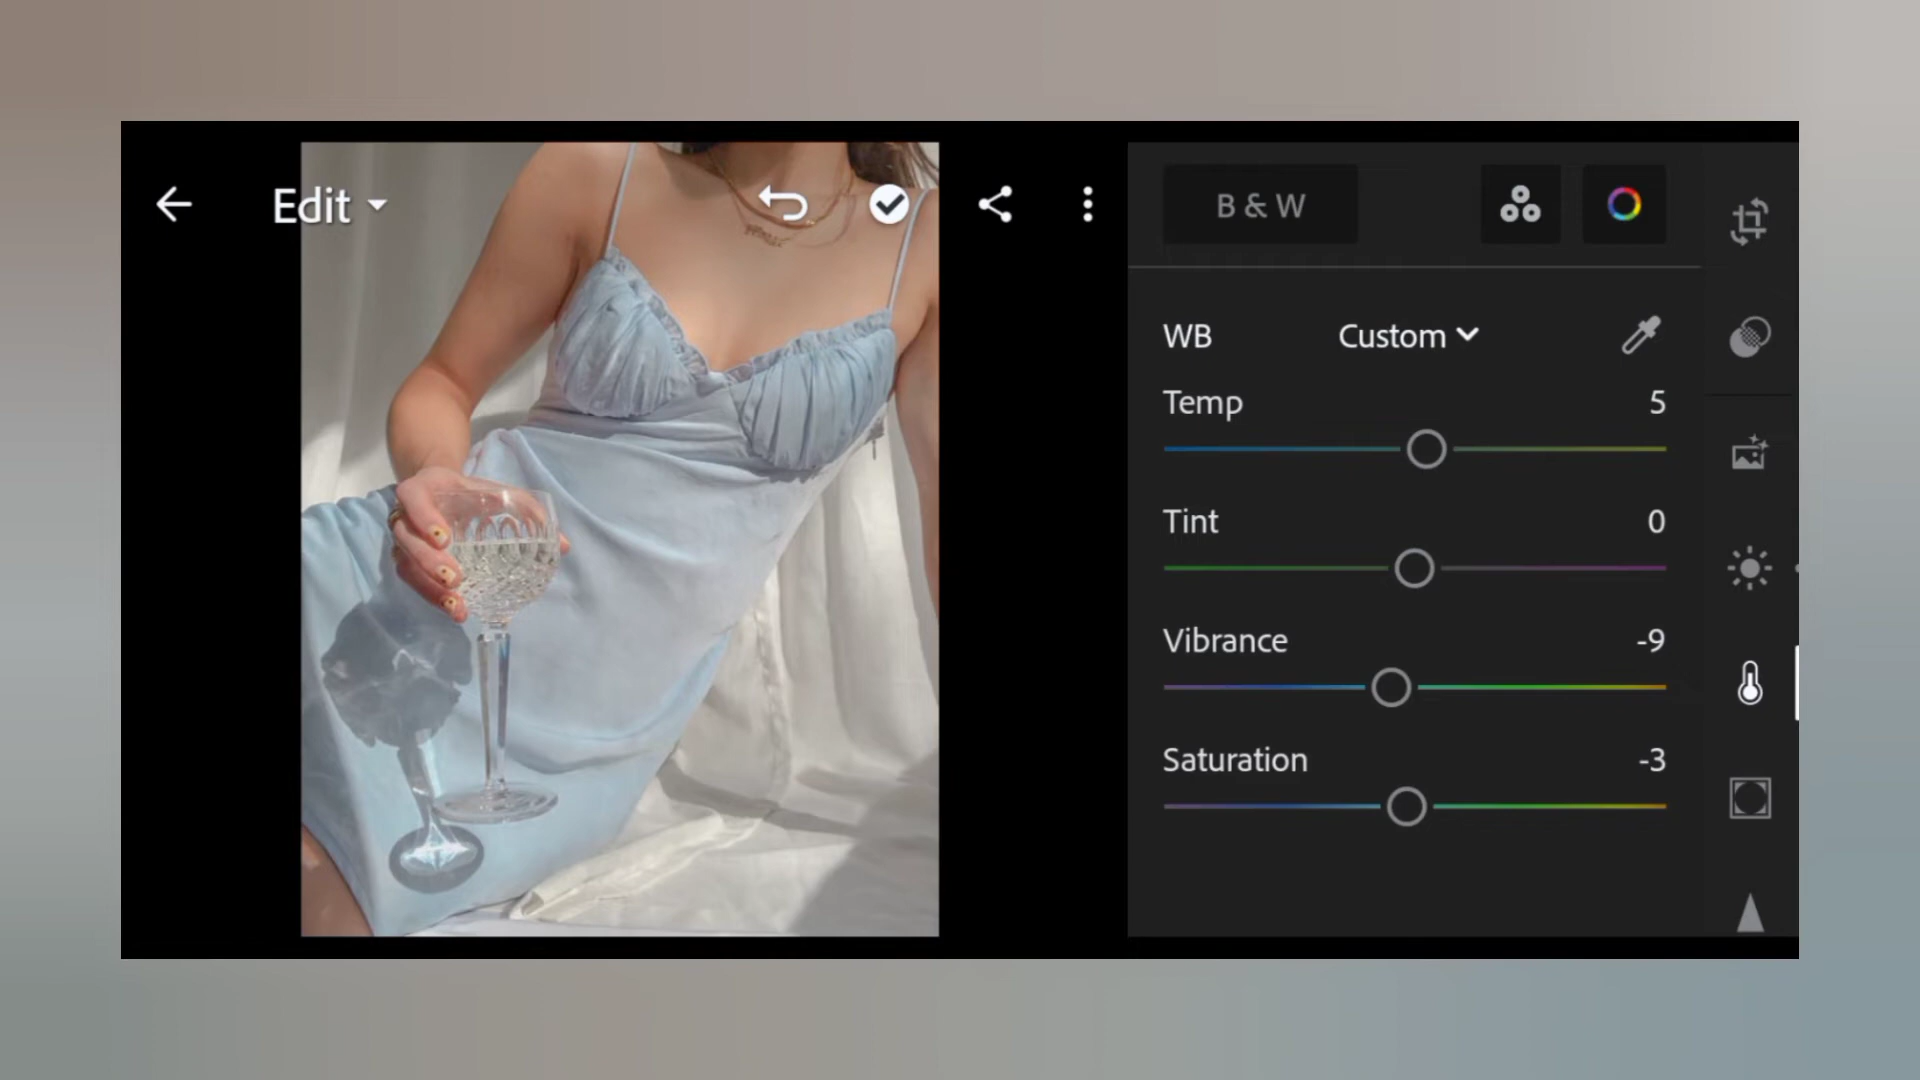 Edit
B & W
WB Custom
Temp 5
Tint 0
Vibrance -9
Saturation -3